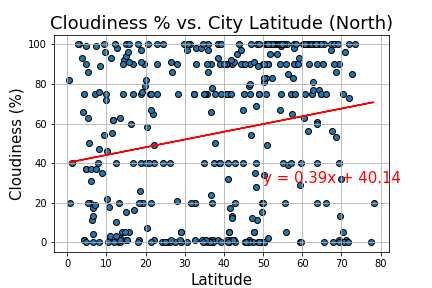 Cloudiness % vs. City Latitude (North)
100
80
60
40
20
0
Cloudiness (%)
y = 0.39x + 40.14
0 10 20 30 40 50 60 70 80
Latitude